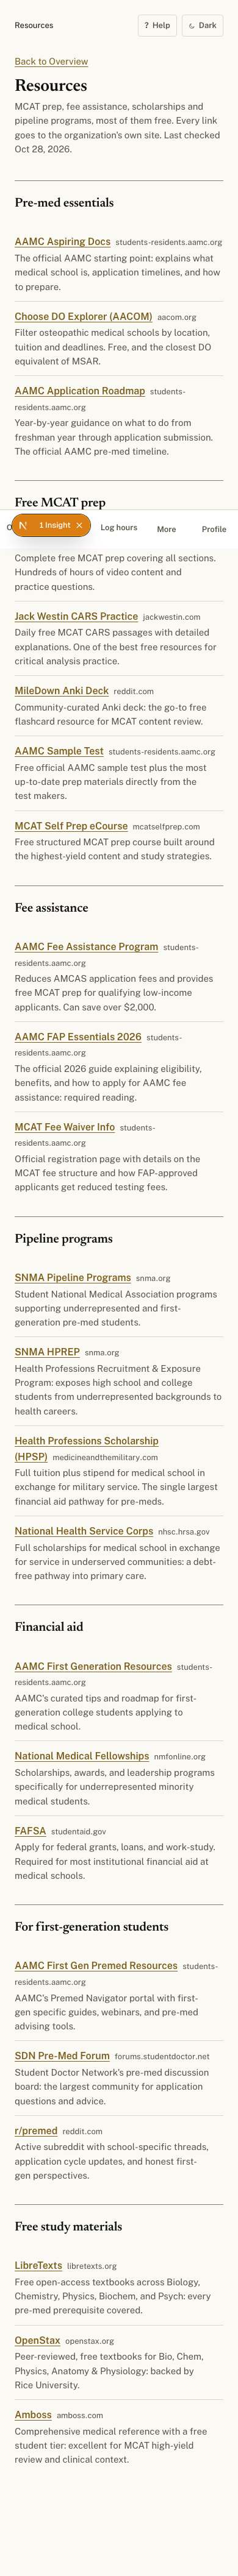 Resources
? Help
Dark
Back to Overview
Resources
MCAT prep, fee assistance, scholarships and
pipeline programs, most of them free. Every link
goes to the organization's own site. Last checked
Oct 28, 2026.
Pre-med essentials
AAMC Aspiring Docs students-residents.aamc.org
The official AAMC starting point: explains what
medical school is, application timelines, and how
to prepare.
Choose DO Explorer (AACOM) aacom.org
Filter osteopathic medical schools by location,
tuition and deadlines. Free, and the closest DO
equivalent of MSAR.
AAMC Application Roadmap students-
residents.aamc.org
Year-by-year guidance on what to do from
freshman year through application submission.
The official AAMC pre-med timeline.
Free MCAT prep
1 Insight
Log hours
More
Profile
Complete free MCAT prep covering all sections.
Hundreds of hours of video content and
practice questions.
Jack Westin CARS Practice jackwestin.com
Daily free MCAT CARS passages with detailed
explanations. One of the best free resources for
critical analysis practice.
MileDown Anki Deck reddit.com
Community-curated Anki deck: the go-to free
flashcard resource for MCAT content review.
AAMC Sample Test students-residents.aamc.org
Free official AAMC sample test plus the most
up-to-date prep materials directly from the
test makers.
MCAT Self Prep eCourse mcatselfprep.com
Free structured MCAT prep course built around
the highest-yield content and study strategies.
Fee assistance
AAMC Fee Assistance Program students-
residents.aamc.org
Reduces AMCAS application fees and provides
free MCAT prep for qualifying low-income
applicants. Can save over $2,000.
AAMC FAP Essentials 2026 students-
residents.aamc.org
The official 2026 guide explaining eligibility,
benefits, and how to apply for AAMC fee
assistance: required reading.
MCAT Fee Waiver Info students-
residents.aamc.org
Official registration page with details on the
MCAT fee structure and how FAP-approved
applicants get reduced testing fees.
Pipeline programs
SNMA Pipeline Programs snma.org
Student National Medical Association programs
supporting underrepresented and first-
generation pre-med students.
SNMA HPREP snma.org
Health Professions Recruitment & Exposure
Program: exposes high school and college
students from underrepresented backgrounds to
health careers.
Health Professions Scholarship
(HPSP) medicineandthemilitary.com
Full tuition plus stipend for medical school in
exchange for military service. The single largest
financial aid pathway for pre-meds.
National Health Service Corps nhsc.hrsa.gov
Full scholarships for medical school in exchange
for service in underserved communities: a debt-
free pathway into primary care.
Financial aid
AAMC First Generation Resources students-
residents.aamc.org
AAMC's curated tips and roadmap for first-
generation college students applying to
medical school.
National Medical Fellowships nmfonline.org
Scholarships, awards, and leadership programs
specifically for underrepresented minority
medical students.
FAFSA studentaid.gov
Apply for federal grants, loans, and work-study.
Required for most institutional financial aid at
medical schools.
For first-generation students
AAMC First Gen Premed Resources students-
residents.aamc.org
AAMC's Premed Navigator portal with first-
gen specific guides, webinars, and pre-med
advising tools.
SDN Pre-Med Forum forums.studentdoctor.net
Student Doctor Network's pre-med discussion
board: the largest community for application
questions and advice.
r/premed reddit.com
Active subreddit with school-specific threads,
application cycle updates, and honest first-
gen perspectives.
Free study materials
LibreTexts libretexts.org
Free open-access textbooks across Biology,
Chemistry, Physics, Biochem, and Psych: every
pre-med prerequisite covered.
OpenStax openstax.org
Peer-reviewed, free textbooks for Bio, Chem,
Physics, Anatomy & Physiology: backed by
Rice University.
Amboss amboss.com
Comprehensive medical reference with a free
student tier: excellent for MCAT high-yield
review and clinical context.